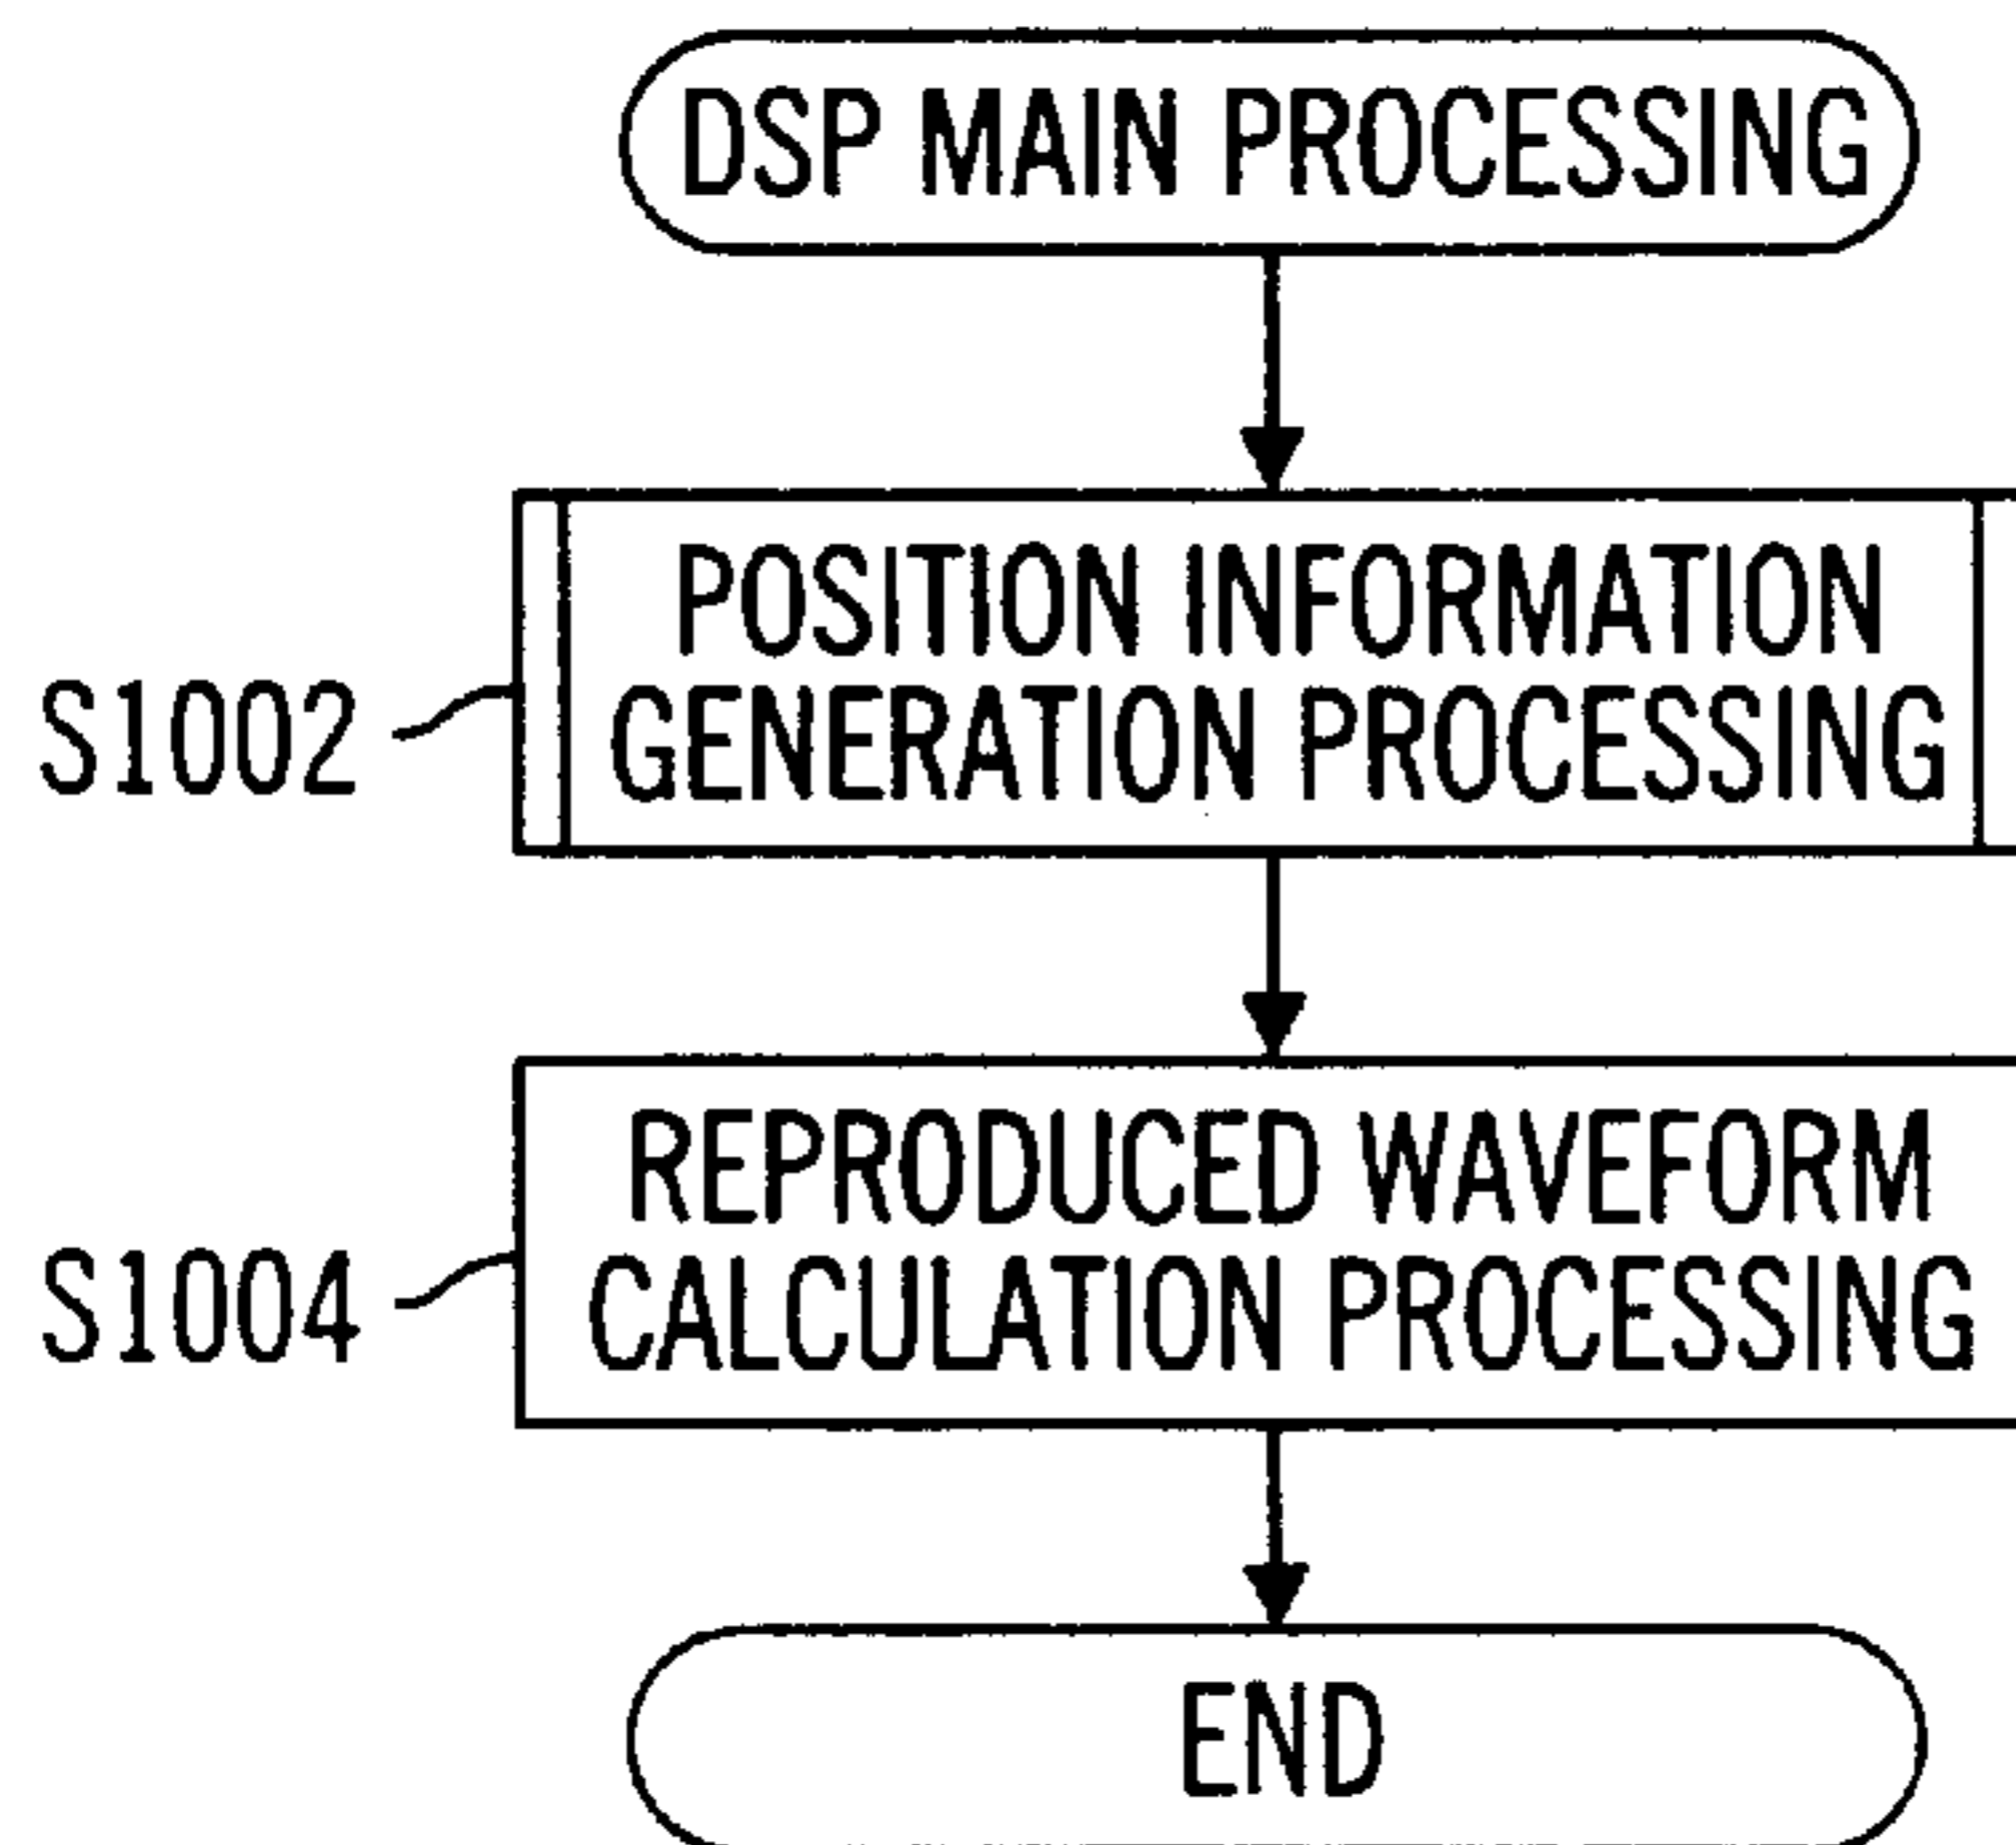 DSP MAIN PROCESSING
POSITION INFORMATION
GENERATION PROCESSING
S1002
REPRODUCED WAVEFORM
CALCULATION PROCESSING
S1004
END